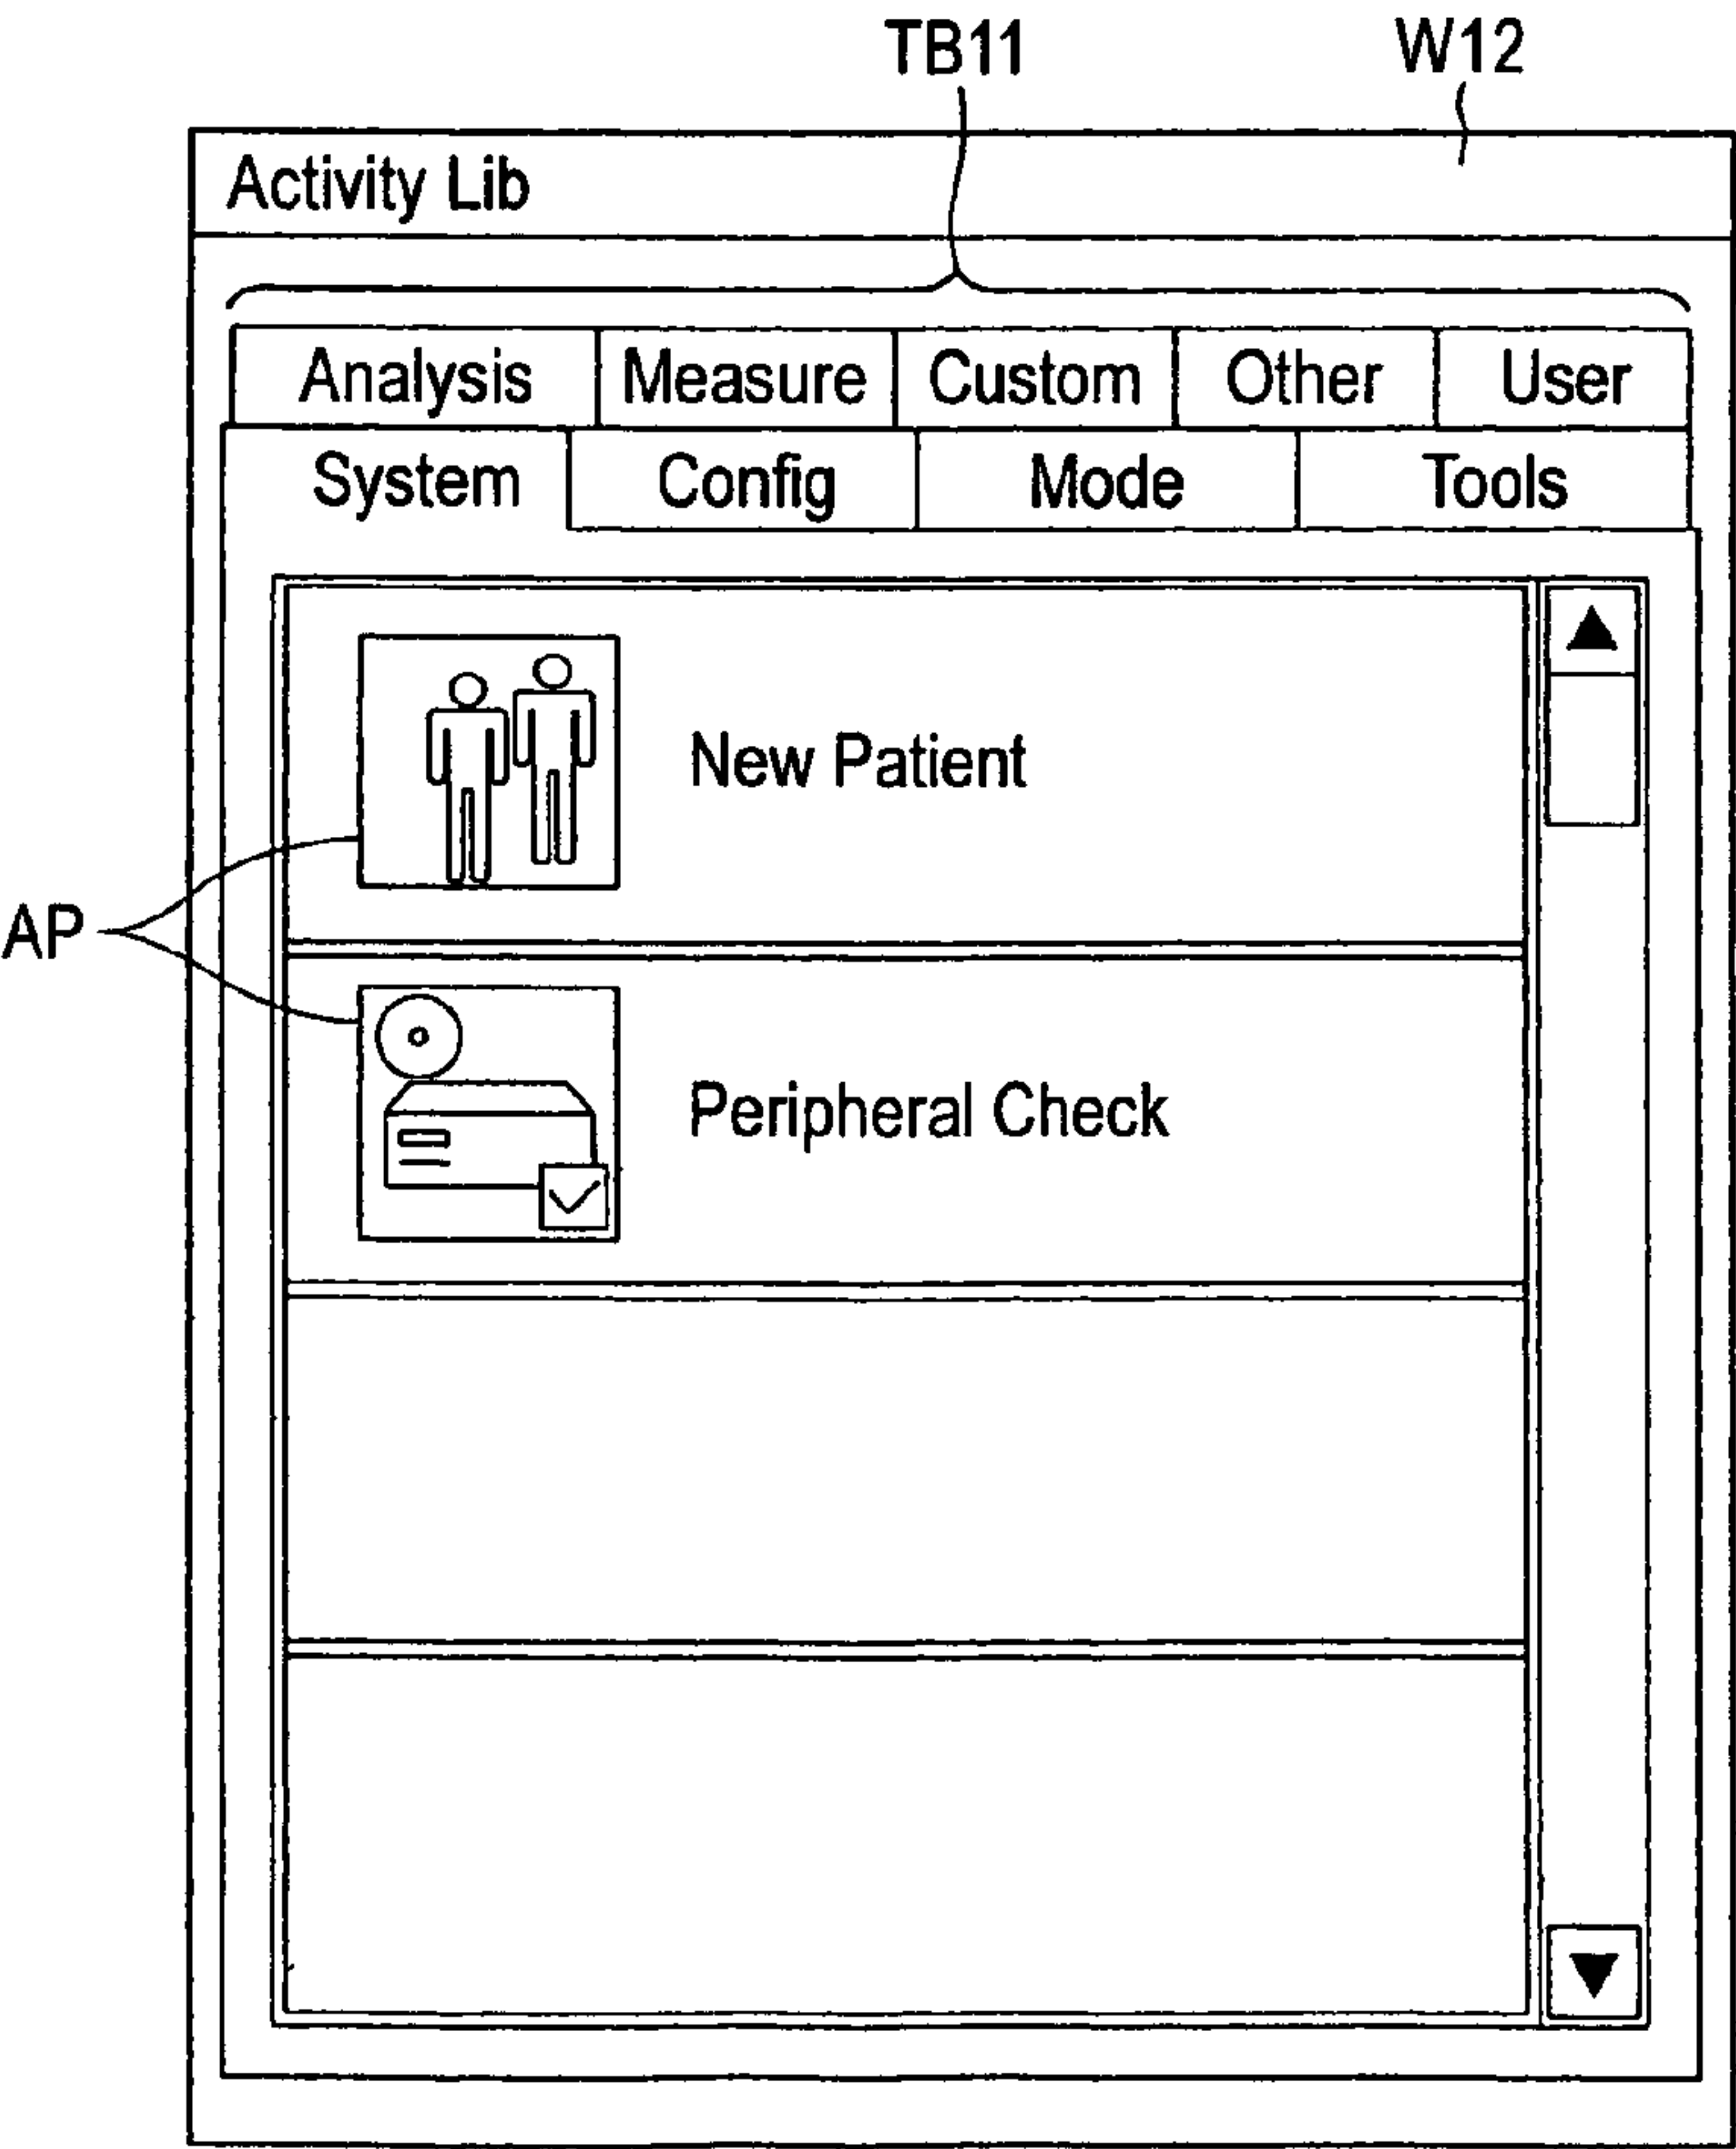 TB11 W12
Activity Lib
Analysis Measure Custom Other User
System Config Mode Tools
New Patient
AP
Peripheral Check